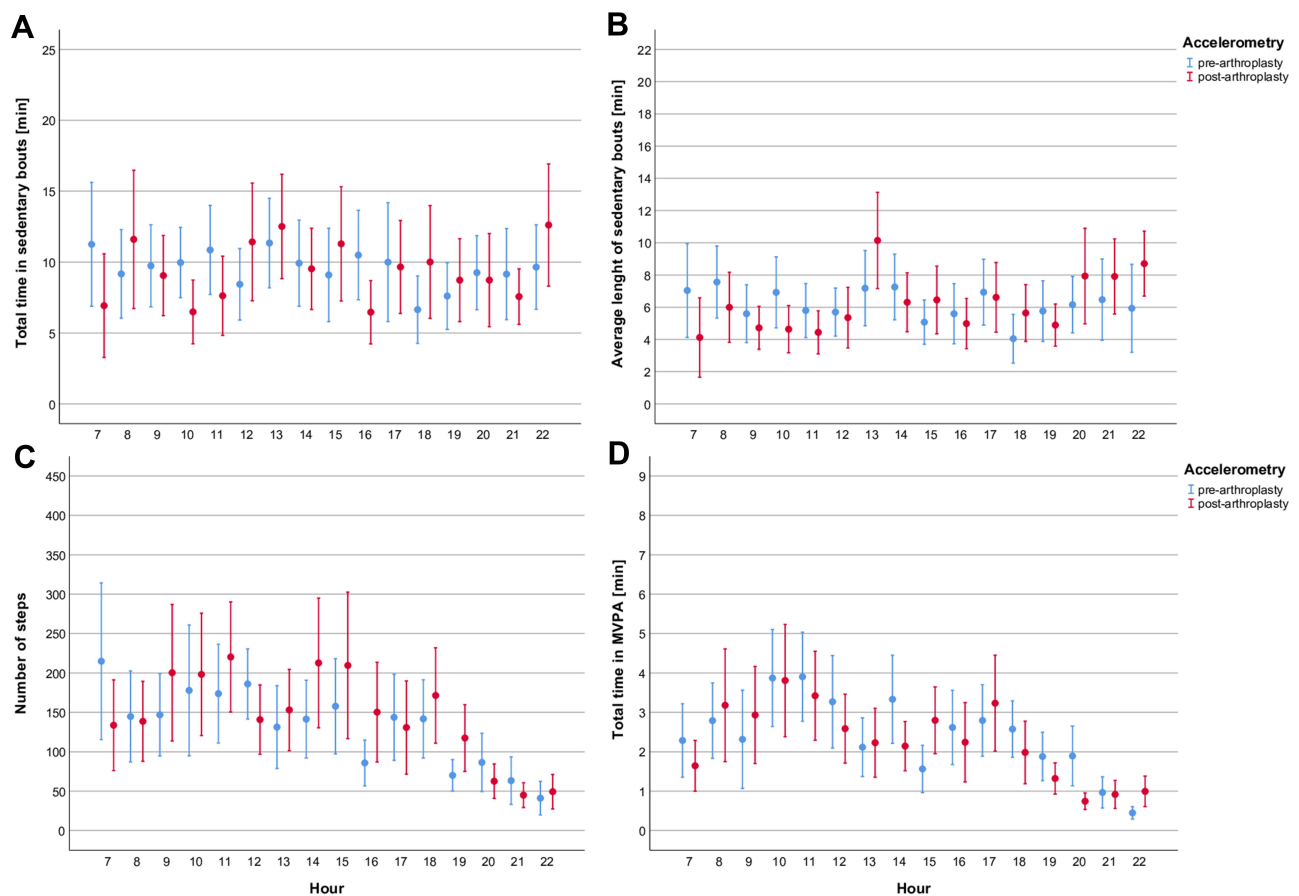 A
Total time in sedentary bouts [min]
25
20
15
10
5
0
7 8 9 10 11 12 13 14 15 16 17 18 19 20 21 22
B
Average lenght of sedentary bouts [min]
22
20
18
16
14
12
10
8
6
4
2
0
7 8 9 10 11 12 13 14 15 16 17 18 19 20 21 22
Accelerometry
pre-arthroplasty
post-arthroplasty
C
Number of steps
450
400
350
300
250
200
150
100
50
0
7 8 9 10 11 12 13 14 15 16 17 18 19 20 21 22
Hour
D
Total time in MVPA [min]
9
8
7
6
5
4
3
2
1
0
7 8 9 10 11 12 13 14 15 16 17 18 19 20 21 22
Hour
Accelerometry
pre-arthroplasty
post-arthroplasty